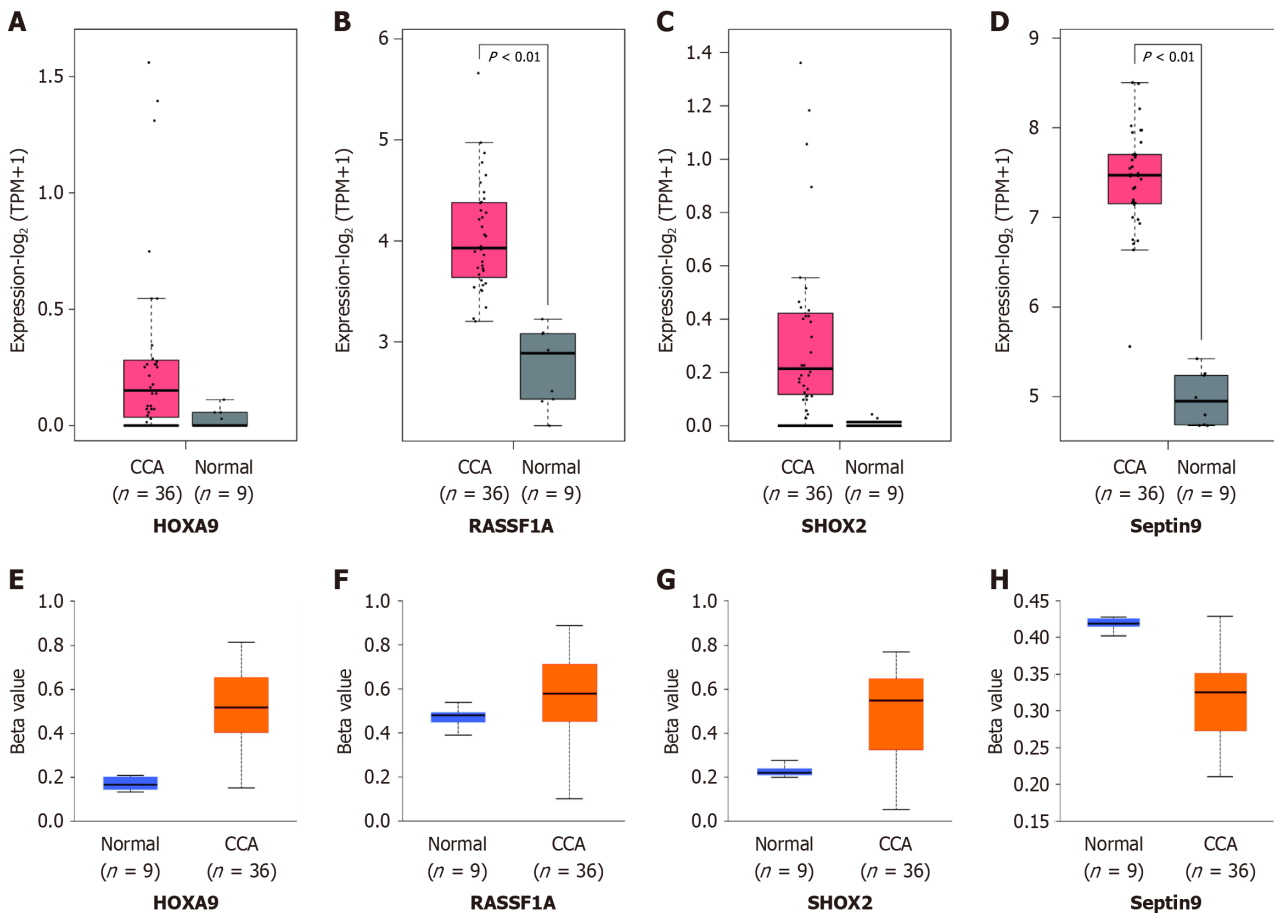 A
B
C
D
Expression-log₂ (TPM+1)
1.5
1.0
0.5
0.0
CCA
Normal
(n = 36)
(n = 9)
HOXA9
Expression-log₂ (TPM+1)
6
5
4
3
P < 0.01
CCA
Normal
(n = 36)
(n = 9)
RASSF1A
Expression-log₂ (TPM+1)
1.4
1.2
1.0
0.8
0.6
0.4
0.2
0.0
CCA
Normal
(n = 36)
(n = 9)
SHOX2
Expression-log₂ (TPM+1)
9
8
7
6
5
P < 0.01
CCA
Normal
(n = 36)
(n = 9)
Septin9
E
F
G
H
Beta value
1.0
0.8
0.6
0.4
0.2
0.0
Normal
CCA
(n = 9)
(n = 36)
HOXA9
Beta value
1.0
0.8
0.6
0.4
0.2
0.0
Normal
CCA
(n = 9)
(n = 36)
RASSF1A
Beta value
1.0
0.8
0.6
0.4
0.2
0.0
Normal
CCA
(n = 9)
(n = 36)
SHOX2
Beta value
0.45
0.40
0.35
0.30
0.25
0.20
0.15
Normal
CCA
(n = 9)
(n = 36)
Septin9